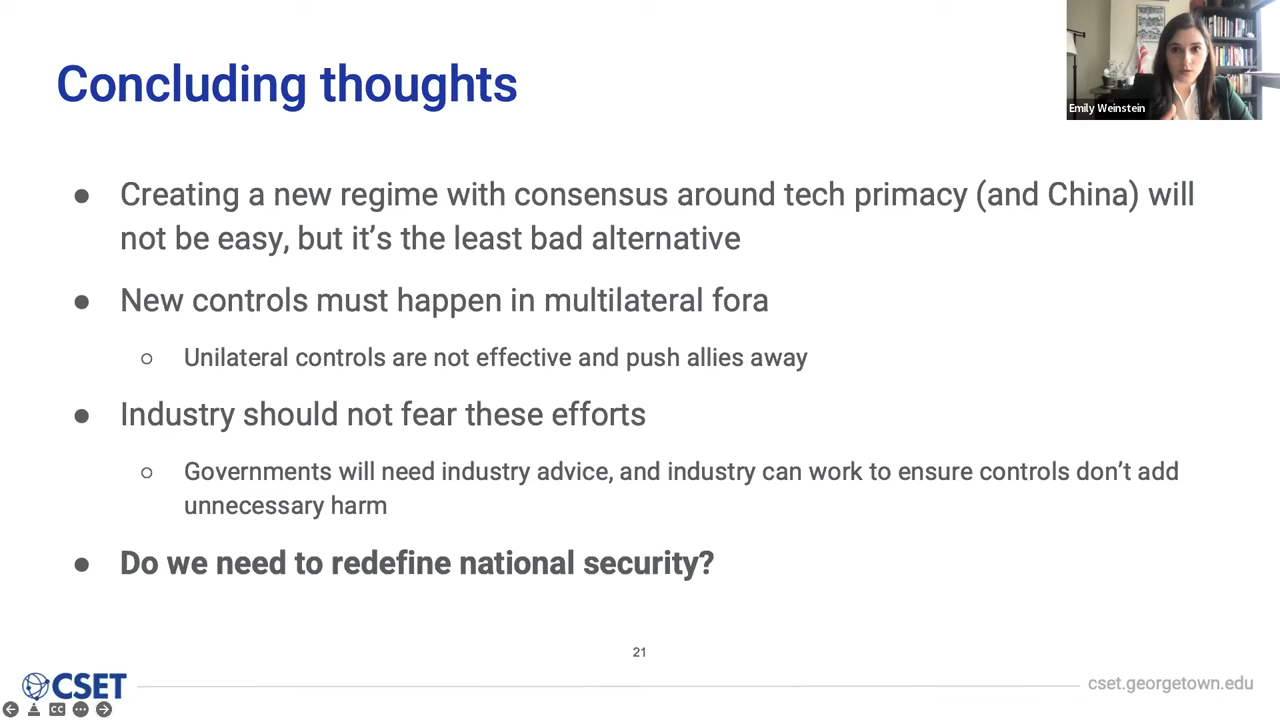 Concluding thoughts
Emily Weinstein
● Creating a new regime with consensus around tech primacy (and China) will
not be easy, but it's the least bad alternative
● New controls must happen in multilateral fora
○ Unilateral controls are not effective and push allies away
● Industry should not fear these efforts
○ Governments will need industry advice, and industry can work to ensure controls don't add
unnecessary harm
● Do we need to redefine national security?
21
CSET
cset.georgetown.edu
CC